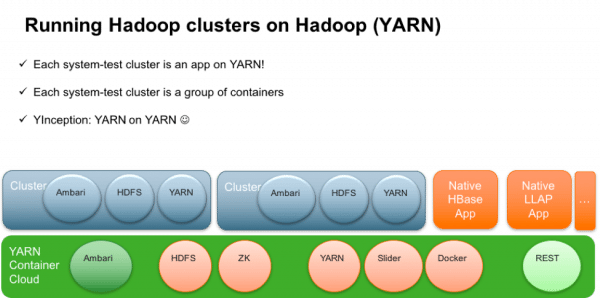 Running Hadoop clusters on Hadoop (YARN)
✓ Each system-test cluster is an app on YARN!
✓ Each system-test cluster is a group of containers
✓ YInception: YARN on YARN ☺
Cluster Ambari HDFS YARN
Cluster Ambari HDFS YARN
Native
HBase
App
Native
LLAP
App
...
YARN
Container
Cloud
Ambari HDFS ZK YARN Slider Docker REST